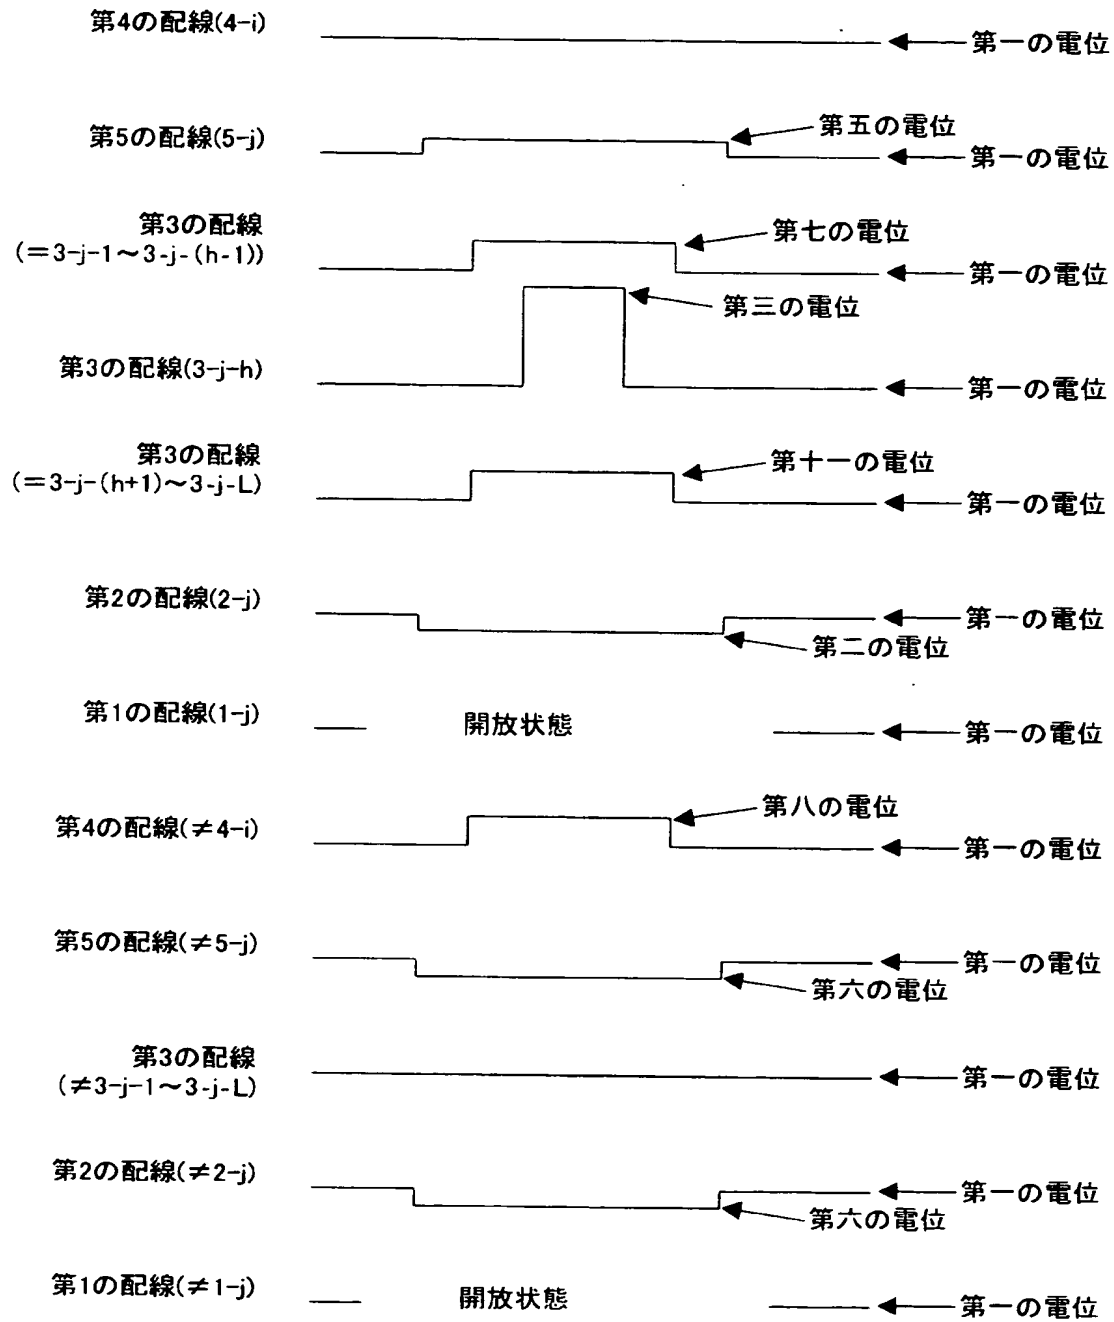 第4の配線(4-i)
第一の電位
第5の配線(5-j)
第五の電位
第一の電位
第3の配線
(=3-j-1～3-j-(h-1))
第七の電位
第一の電位
第三の電位
第3の配線(3-j-h)
第一の電位
第3の配線
(=3-j-(h+1)～3-j-L)
第十一の電位
第一の電位
第2の配線(2-j)
第一の電位
第二の電位
第1の配線(1-j)
開放状態
第一の電位
第4の配線(≠4-i)
第八の電位
第一の電位
第5の配線(≠5-j)
第一の電位
第六の電位
第3の配線
(≠3-j-1～3-j-L)
第一の電位
第2の配線(≠2-j)
第一の電位
第六の電位
第1の配線(≠1-j)
開放状態
第一の電位